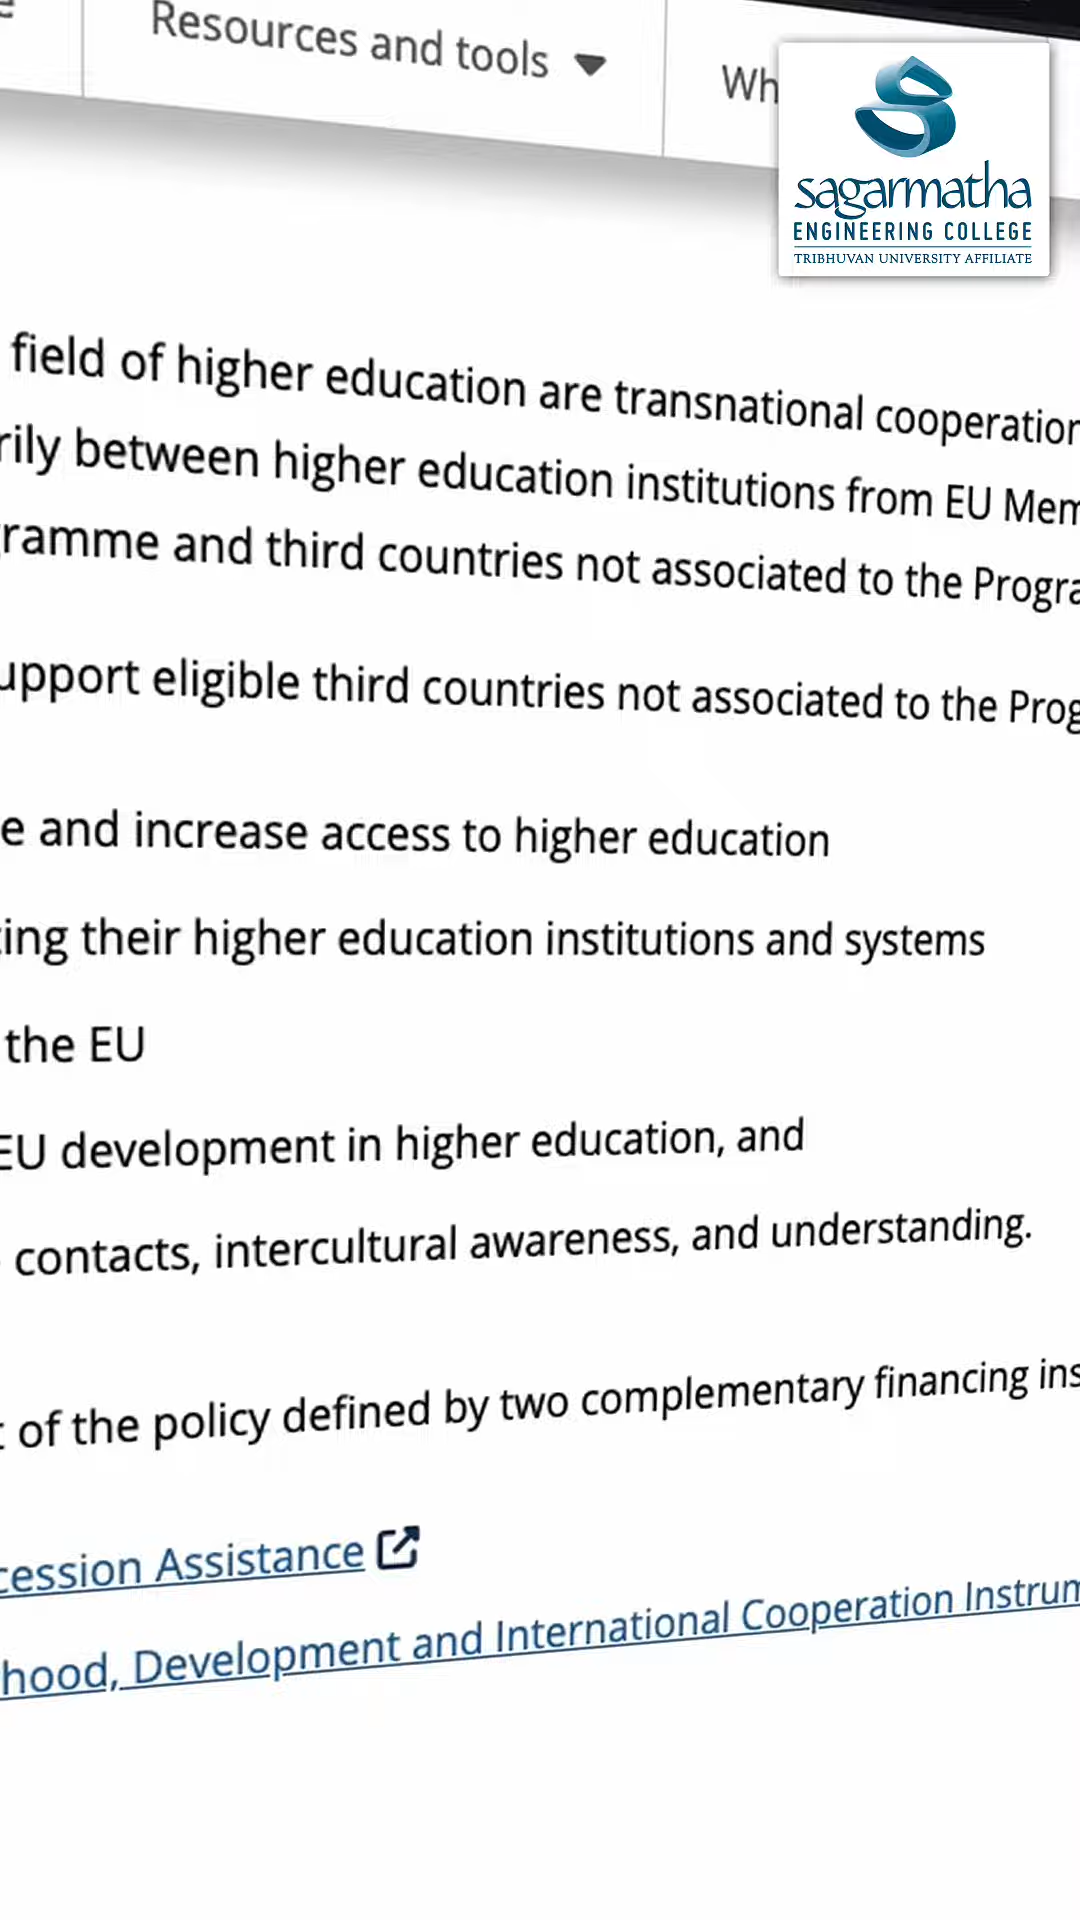 Resources and tools
Wh
sagarmatha
ENGINEERING COLLEGE
TRIBHUVAN UNIVERSITY AFFILIATE
field of higher education are transnational cooperation
rily between higher education institutions from EU Mem
ramme and third countries not associated to the Progra
upport eligible third countries not associated to the Prog
e and increase access to higher education
ing their higher education institutions and systems
the EU
EU development in higher education, and
contacts, intercultural awareness, and understanding.
of the policy defined by two complementary financing ins
cession Assistance
hood, Development and International Cooperation Instrum